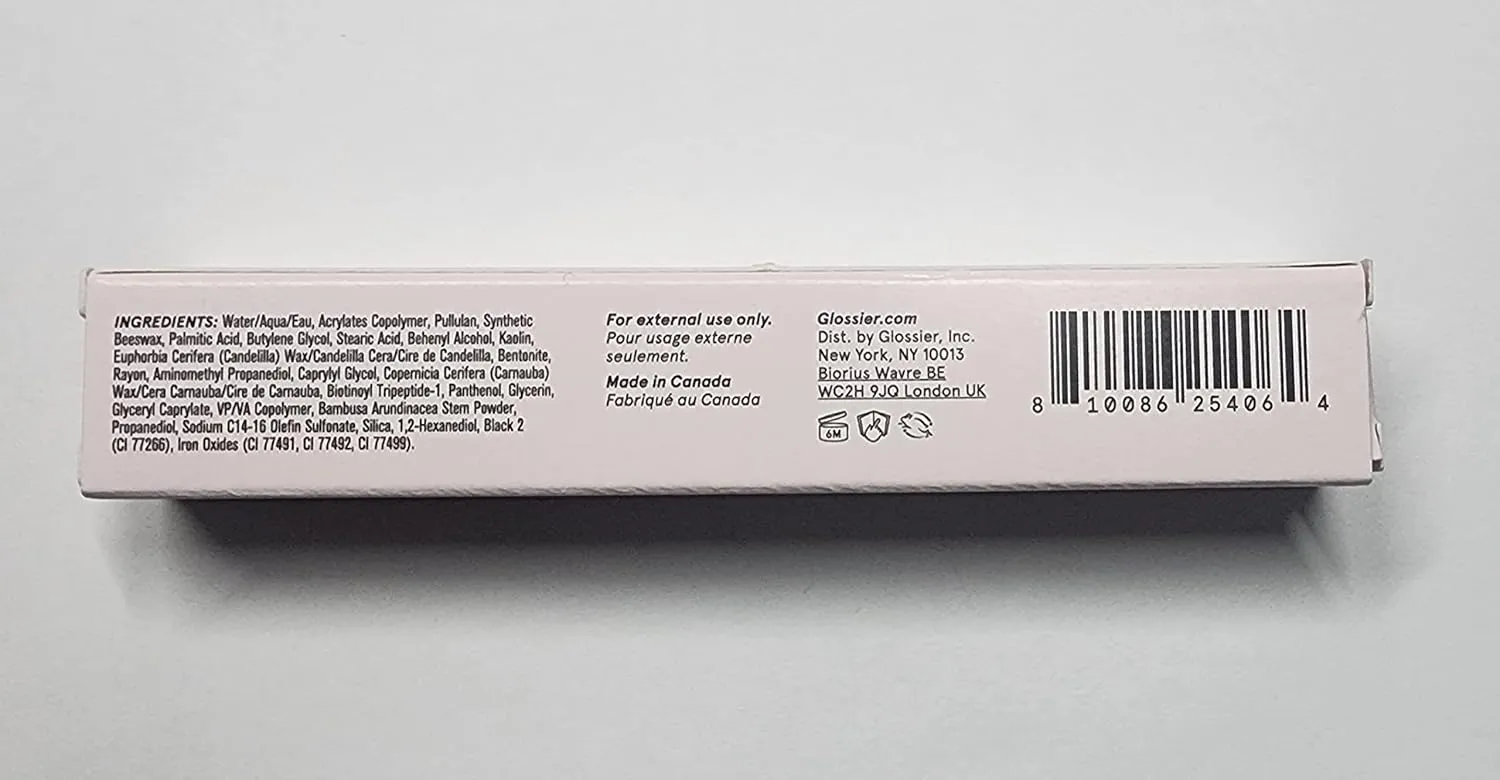 INGREDIENTS: Water/Aqua/Eau, Acrylates Copolymer, Pullulan, Synthetic
Beeswax, Palmitic Acid, Butylene Glycol, Stearic Acid, Behenyl Alcohol, Kaolin,
Euphorbia Cerifera (Candelilla) Wax/Candelilla Cera/Cire de Candelilla, Bentonite,
Rayon, Aminomethyl Propanediol, Caprylyl Glycol, Copernicia Cerifera (Carnauba)
Wax/Cera Carnauba/Cire de Carnauba, Biotinoyl Tripeptide-1, Panthenol, Glycerin,
Glyceryl Caprylate, VP/VA Copolymer, Bambusa Arundinacea Stem Powder,
Propanediol, Sodium C14-16 Olefin Sulfonate, Silica, 1,2-Hexanediol, Black 2
(CI 77266), Iron Oxides (CI 77491, CI 77492, CI 77499).
For external use only.
Pour usage externe
seulement.
Made in Canada
Fabriqué au Canada
Glossier.com
Dist. by Glossier, Inc.
New York, NY 10013
Biorius Wavre BE
WC2H 9JQ London UK
6M
8 10086 25406 4